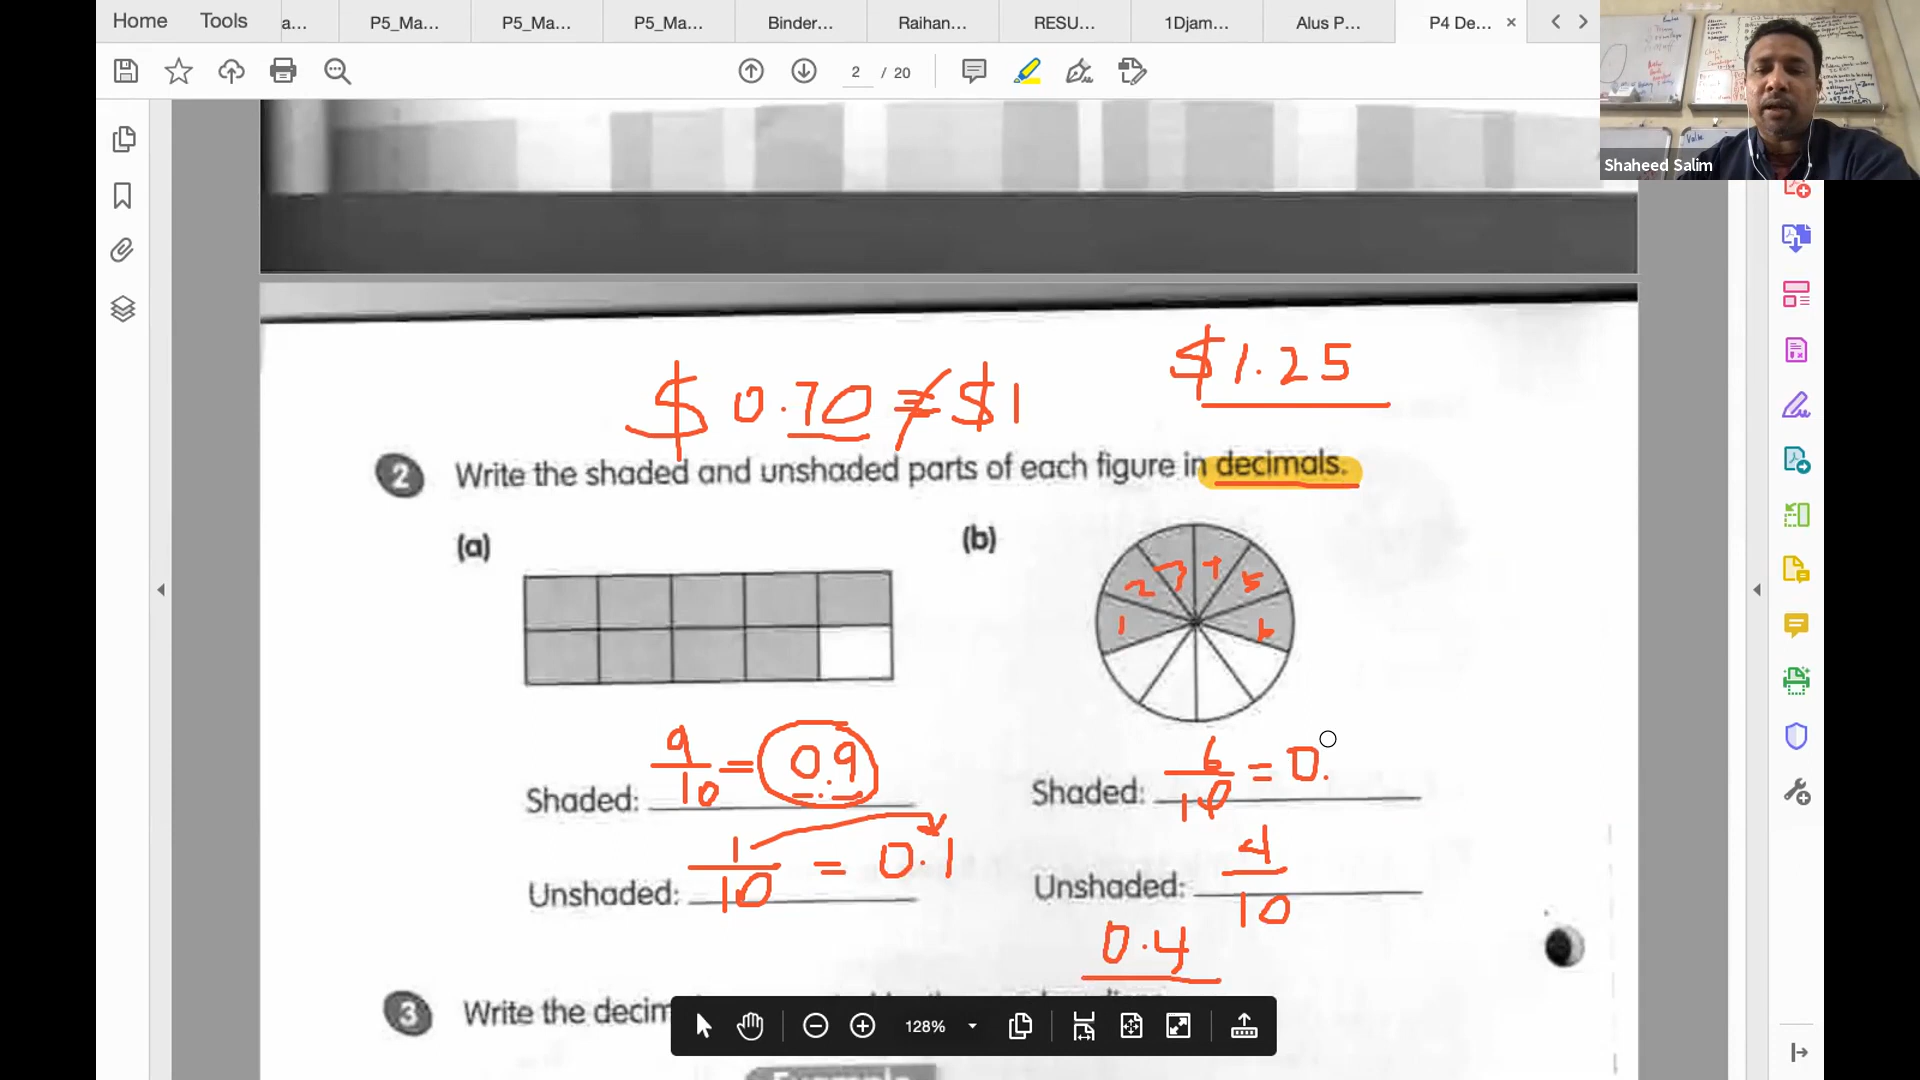 Home Tools a... P5_Ma... P5_Ma... P5_Ma... Binder... Raihan... RESU... 1Djam... Alus P... P4 De...
2 / 20
Shaheed Salim
$1.25
$ 0.70 ≠ $1
2 Write the shaded and unshaded parts of each figure in decimals.
(a) (b)
1 2 3 4 5 6
9/10 = 0.9
Shaded:
6/10 = 0.
Shaded:
1/10 = 0.1
Unshaded:
4/10
Unshaded:
0.4
3 Write the decim
128%